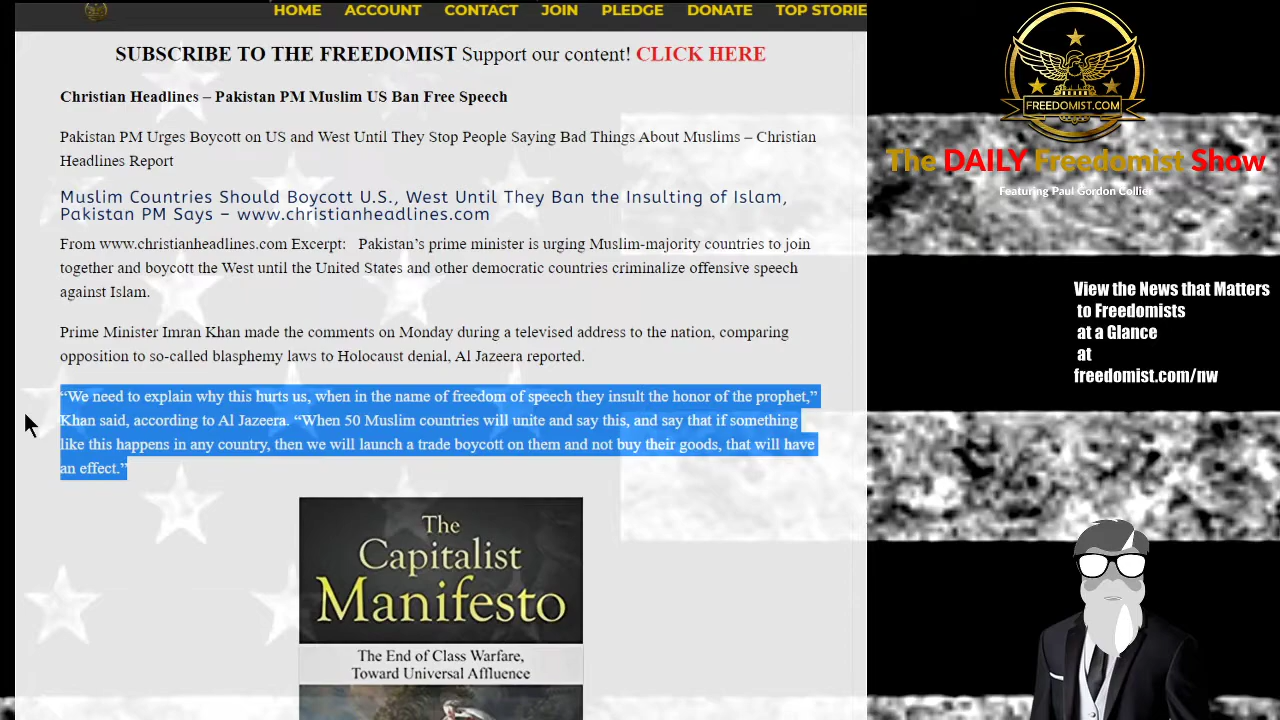 HOME ACCOUNT CONTACT JOIN PLEDGE DONATE TOP STORIE
SUBSCRIBE TO THE FREEDOMIST Support our content! CLICK HERE
Christian Headlines – Pakistan PM Muslim US Ban Free Speech
Pakistan PM Urges Boycott on US and West Until They Stop People Saying Bad Things About Muslims – Christian
Headlines Report
Muslim Countries Should Boycott U.S., West Until They Ban the Insulting of Islam,
Pakistan PM Says – www.christianheadlines.com
From www.christianheadlines.com Excerpt: Pakistan’s prime minister is urging Muslim-majority countries to join
together and boycott the West until the United States and other democratic countries criminalize offensive speech
against Islam.
Prime Minister Imran Khan made the comments on Monday during a televised address to the nation, comparing
opposition to so-called blasphemy laws to Holocaust denial, Al Jazeera reported.
“We need to explain why this hurts us, when in the name of freedom of speech they insult the honor of the prophet,”
Khan said, according to Al Jazeera. “When 50 Muslim countries will unite and say this, and say that if something
like this happens in any country, then we will launch a trade boycott on them and not buy their goods, that will have
an effect.”
The
Capitalist
Manifesto
The End of Class Warfare,
Toward Universal Affluence
FREEDOMIST.COM
The DAILY Freedomist Show
Featuring Paul Gordon Collier
View the News that Matters
to Freedomists
at a Glance
at
freedomist.com/nw